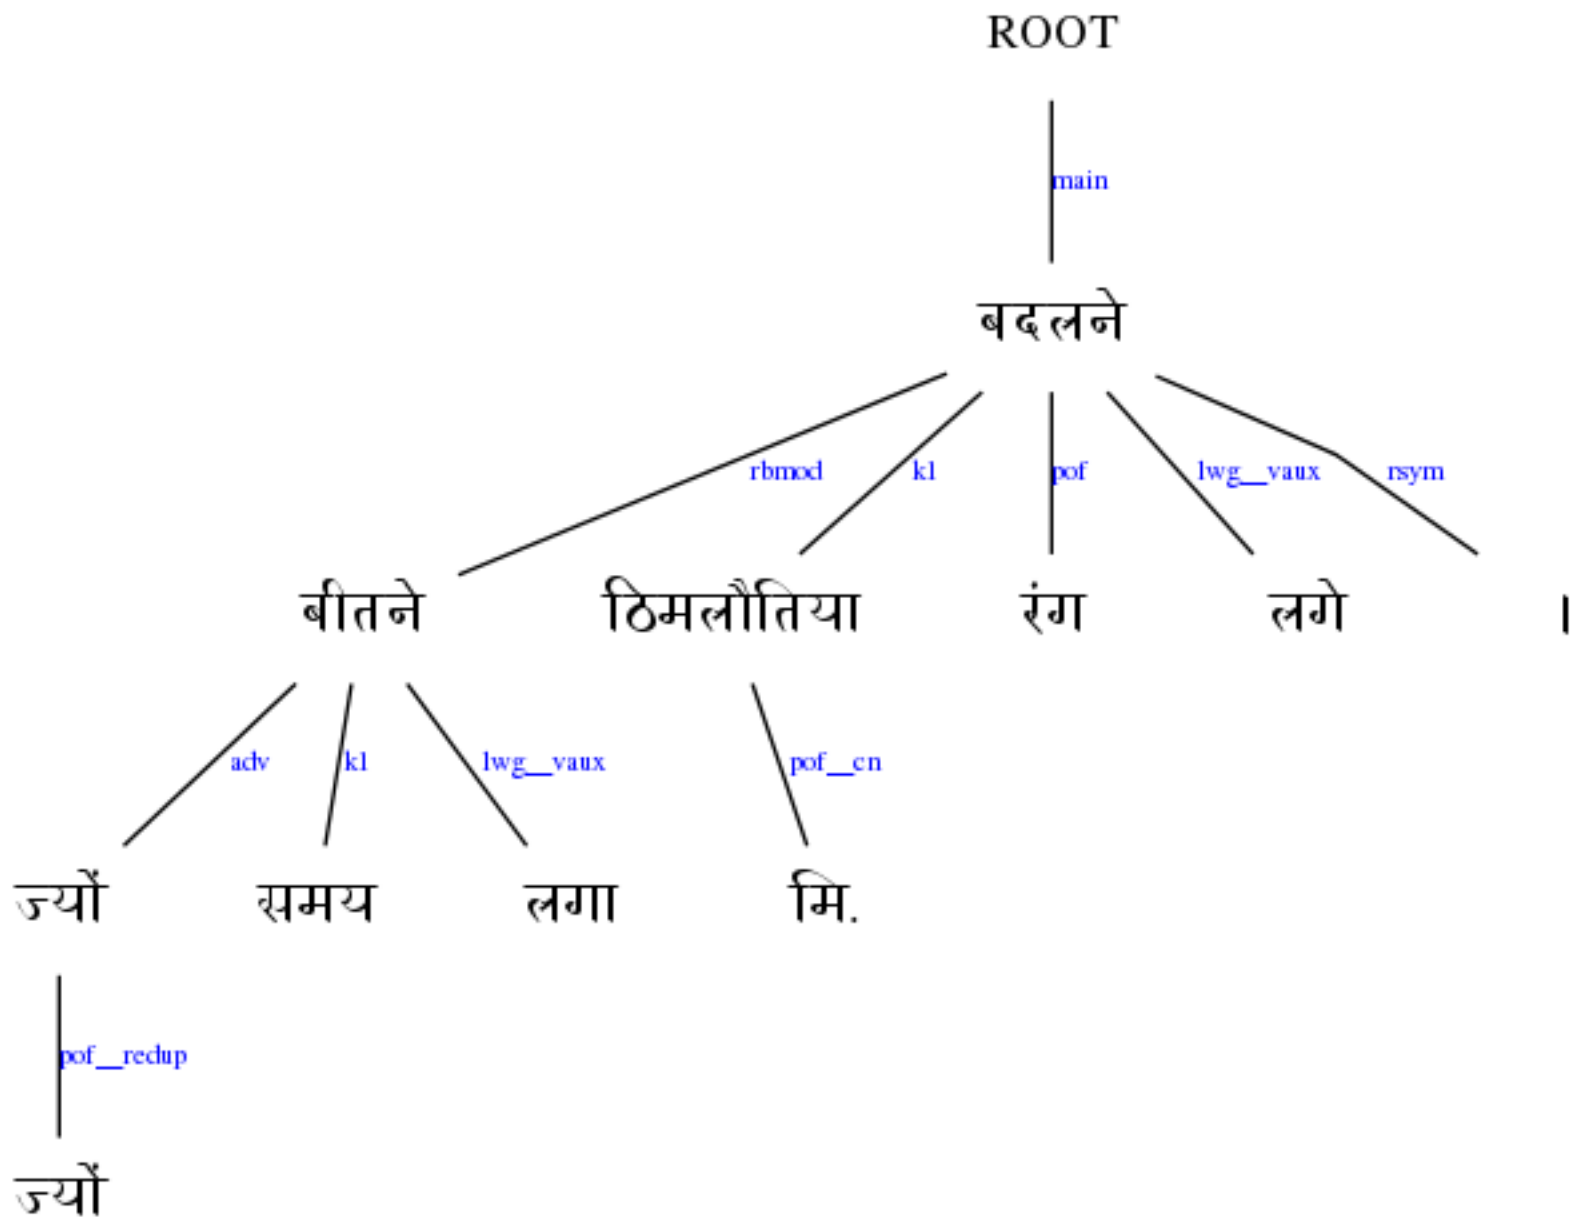 ROOT
main
बदलने
rbmod k1 pof lwg__vaux rsym
बीतने ठिमलौतिया रंग लगे ।
adv k1 lwg__vaux pof__cn
ज्यों समय लगा मि.
pof__redup
ज्यों